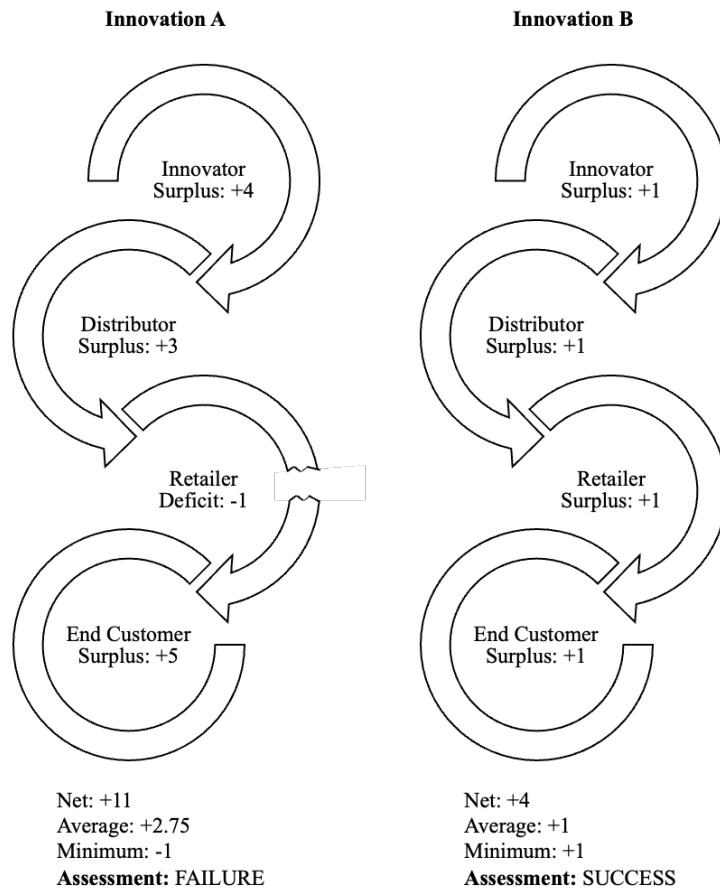 Innovation A
Innovator
Surplus: +4
Distributor
Surplus: +3
Retailer
Deficit: -1
End Customer
Surplus: +5
Net: +11
Average: +2.75
Minimum: -1
Assessment: FAILURE
Innovation B
Innovator
Surplus: +1
Distributor
Surplus: +1
Retailer
Surplus: +1
End Customer
Surplus: +1
Net: +4
Average: +1
Minimum: +1
Assessment: SUCCESS